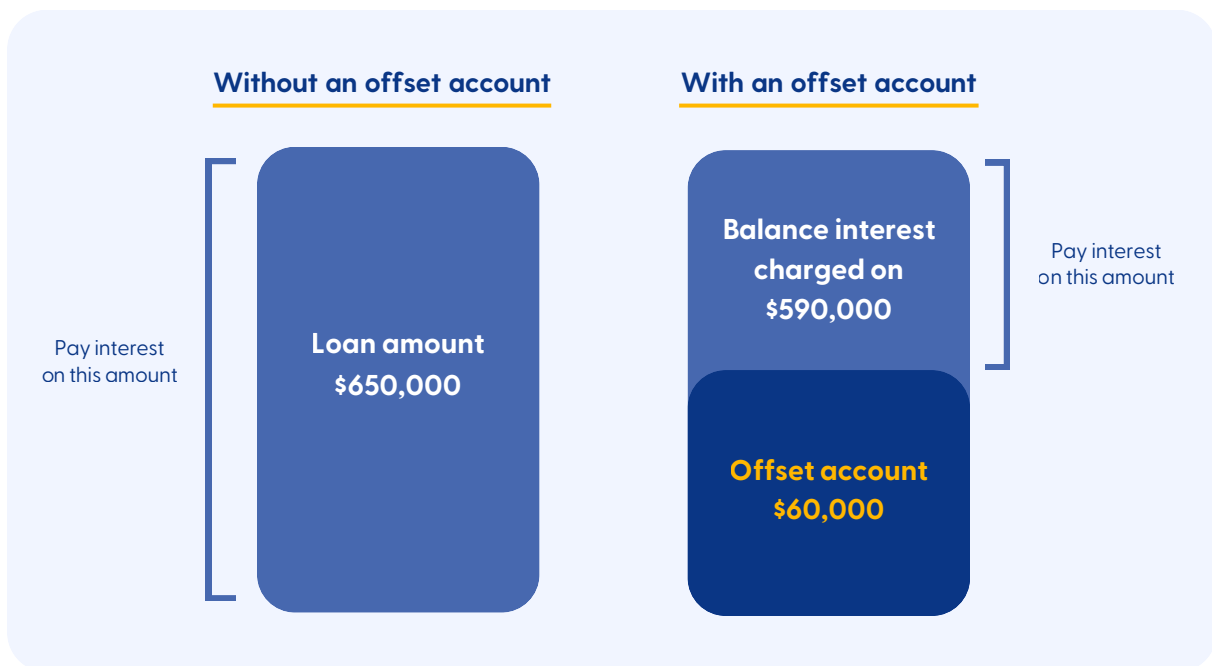 Without an offset account
Pay interest
on this amount
Loan amount
$650,000
With an offset account
Balance interest
charged on
$590,000
Pay interest
on this amount
Offset account
$60,000